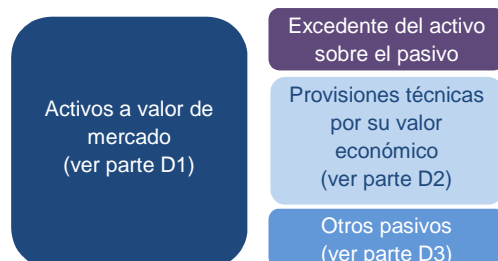 Activos a valor de
mercado
(ver parte D1)
Excedente del activo
sobre el pasivo
Provisiones técnicas
por su valor
económico
(ver parte D2)
Otros pasivos
(ver parte D3)